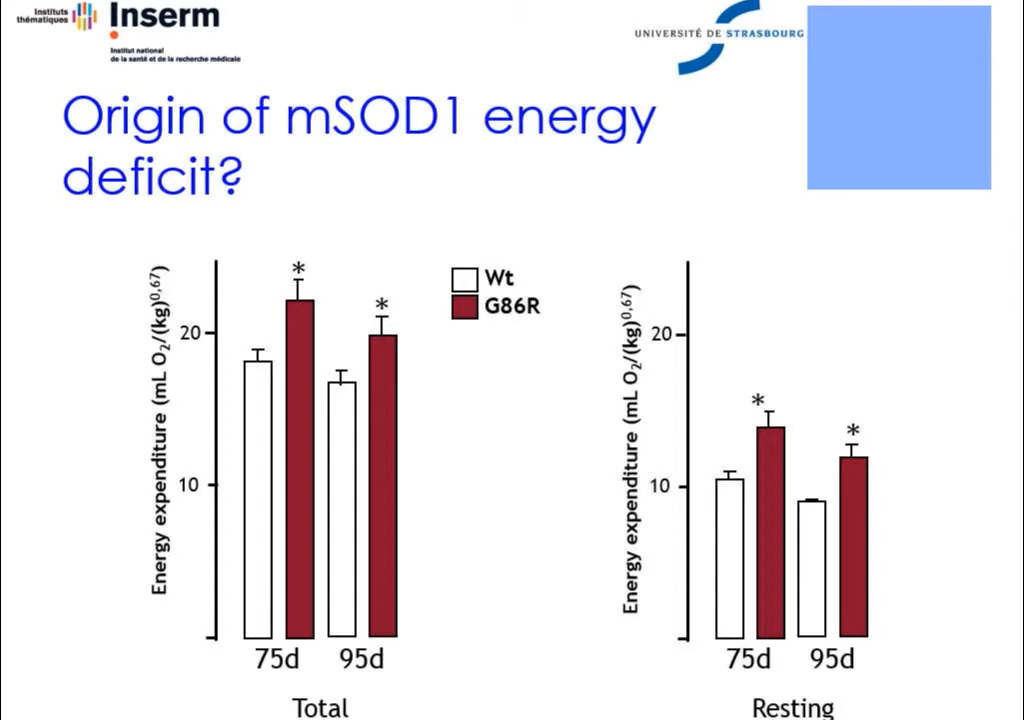 Instituts
thématiques
Inserm
Institut national
de la santé et de la recherche médicale
UNIVERSITÉ DE STRASBOURG
Origin of mSOD1 energy
deficit?
Energy expenditure (mL O₂/(kg)⁰,⁶⁷)
20
10
*
*
75d
95d
Total
Wt
G86R
Energy expenditure (mL O₂/(kg)⁰,⁶⁷)
20
10
*
*
75d
95d
Resting